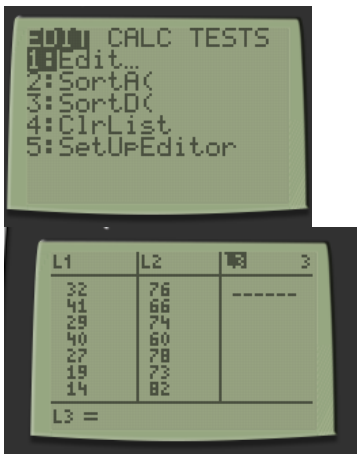 EDIT CALC TESTS
1:Edit…
2:SortA(
3:SortD(
4:ClrList
5:SetUpEditor
L1 L2 L3 3
32 76 ------
41 66
29 74
40 60
27 78
19 73
14 82
L3 =